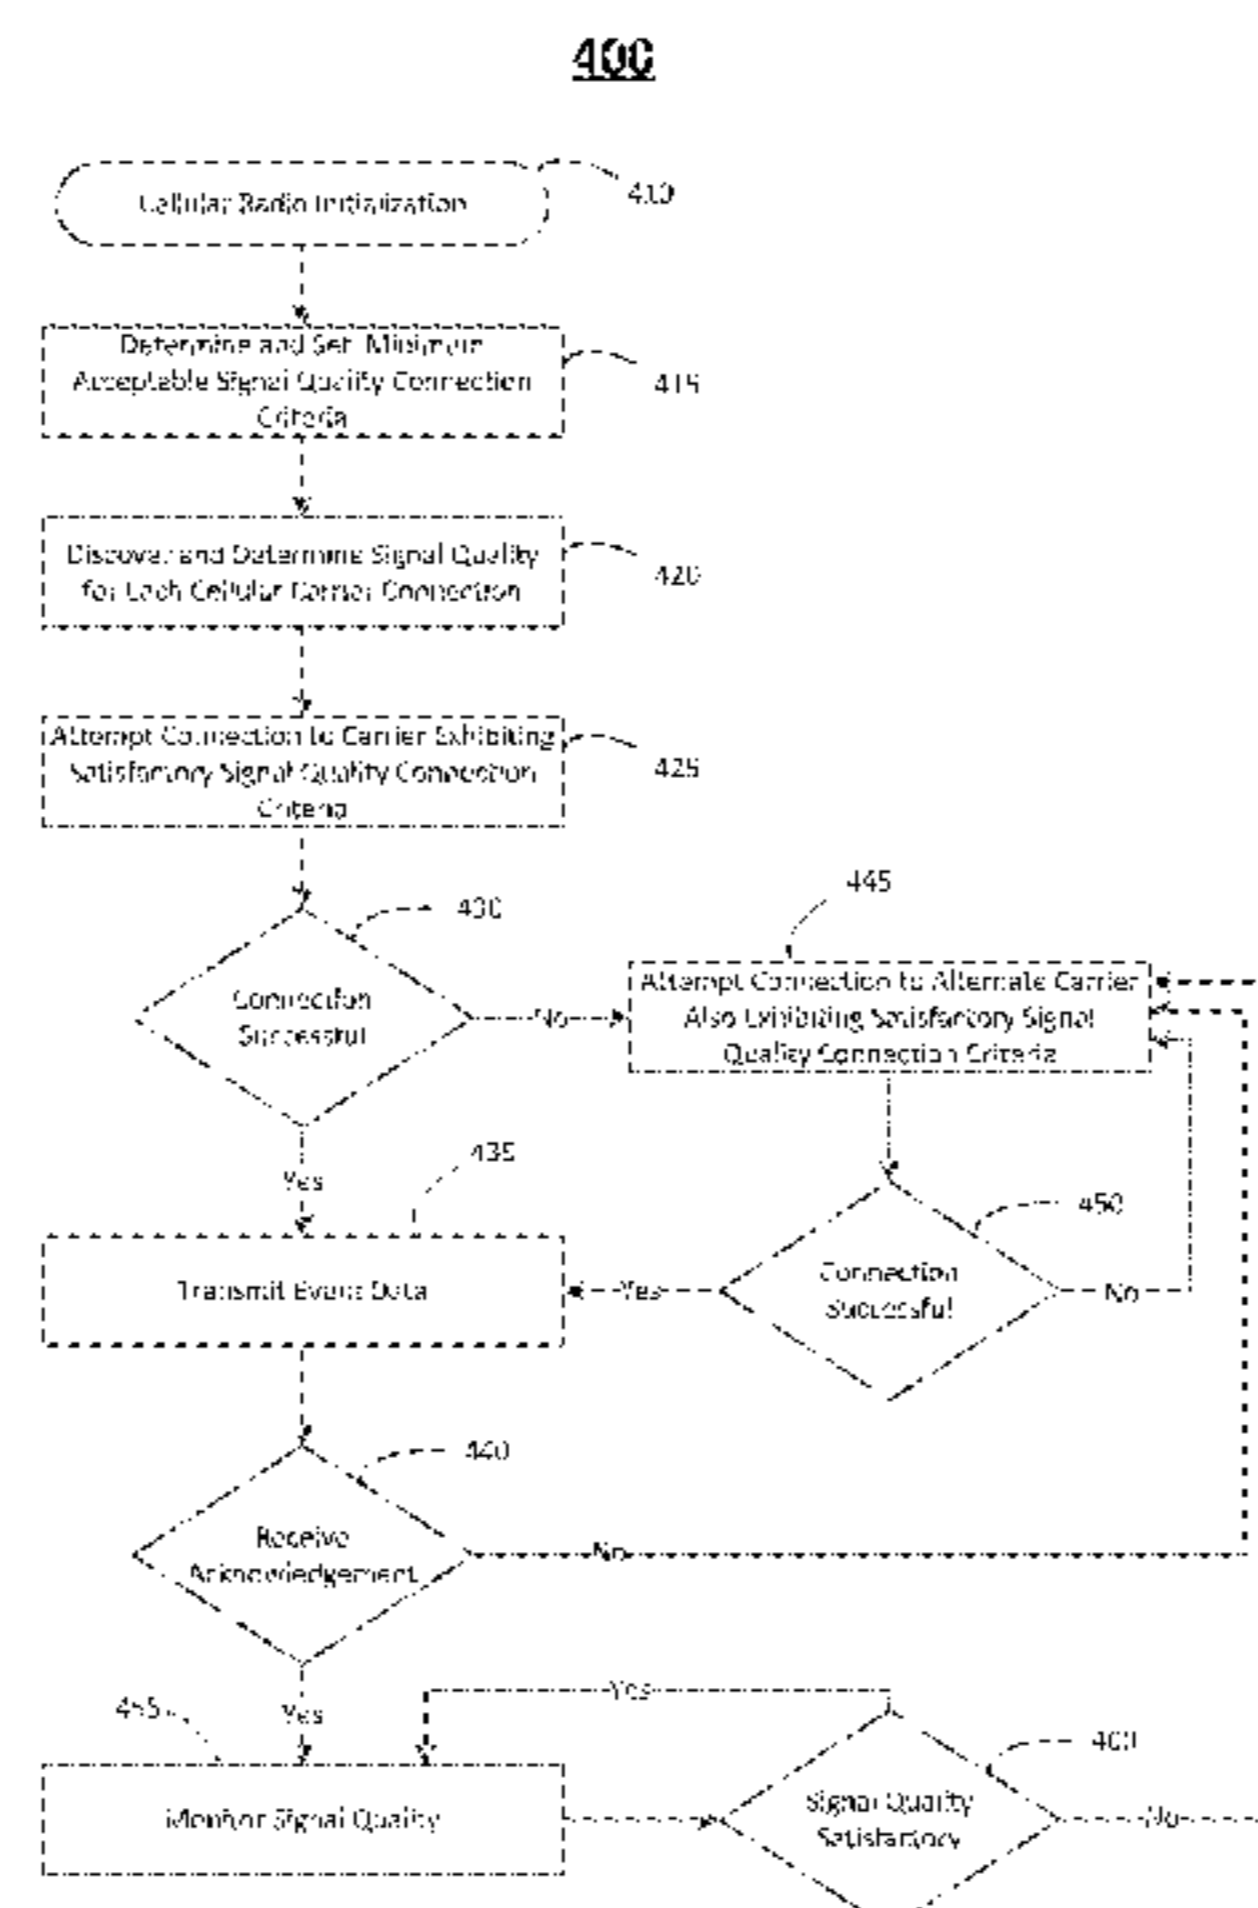 400
Cellular Radio Initialization
410
Determine and Set Minimum
Acceptable Signal Quality Connection
Criteria
415
Discover and Determine Signal Quality
for Each Cellular Carrier Connection
420
Attempt Connection to Carrier Exhibiting
Satisfactory Signal Quality Connection
Criteria
425
430
Connection
Successful
No
445
Attempt Connection to Alternate Carrier
Also Exhibiting Satisfactory Signal
Quality Connection Criteria
Yes
435
450
Connection
Successful
No
Yes
Transmit Event Data
440
Receive
Acknowledgement
No
455
Yes
Yes
460
Monitor Signal Quality
Signal Quality
Satisfactory
No